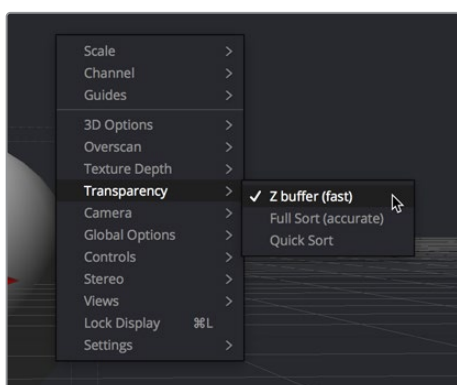 Scale >
Channel >
Guides >
3D Options >
Overscan >
Texture Depth >
Transparency >
✓ Z buffer (fast)
Full Sort (accurate)
Quick Sort
Camera >
Global Options >
Controls >
Stereo >
Views >
Lock Display ⌘L
Settings >